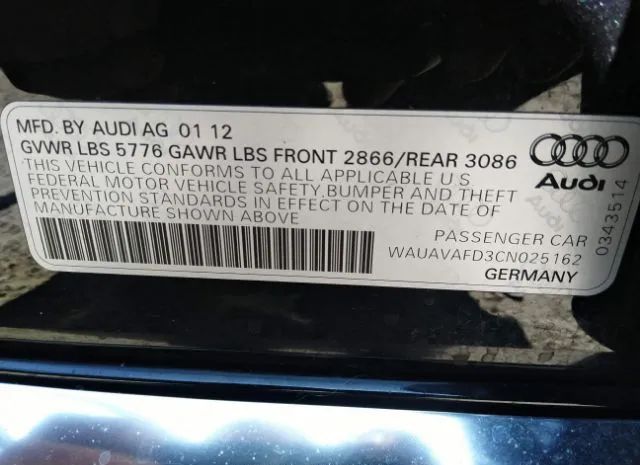 MFD. BY AUDI AG 01 12
GVWR LBS 5776 GAWR LBS FRONT 2866/REAR 3086
THIS VEHICLE CONFORMS TO ALL APPLICABLE U S
FEDERAL MOTOR VEHICLE SAFETY,BUMPER AND THEFT
PREVENTION STANDARDS IN EFFECT ON THE DATE OF
MANUFACTURE SHOWN ABOVE
Audi
0343514
PASSENGER CAR
WAUAVAFD3CN025162
GERMANY